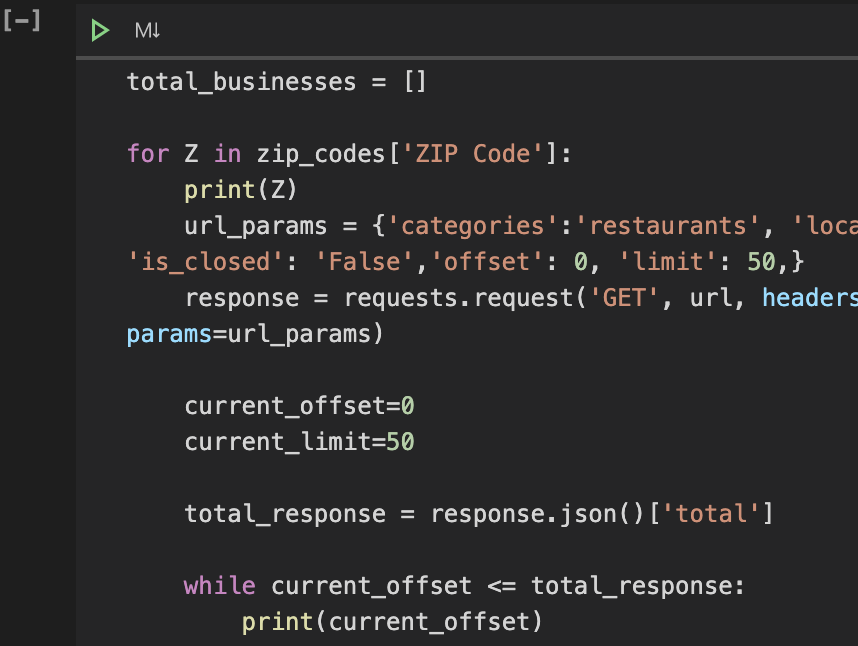 [-]
M↓
total_businesses = []
for Z in zip_codes['ZIP Code']:
print(Z)
url_params = {'categories':'restaurants', 'loca
'is_closed': 'False','offset': 0, 'limit': 50,}
response = requests.request('GET', url, headers
params=url_params)
current_offset=0
current_limit=50
total_response = response.json()['total']
while current_offset <= total_response:
print(current_offset)